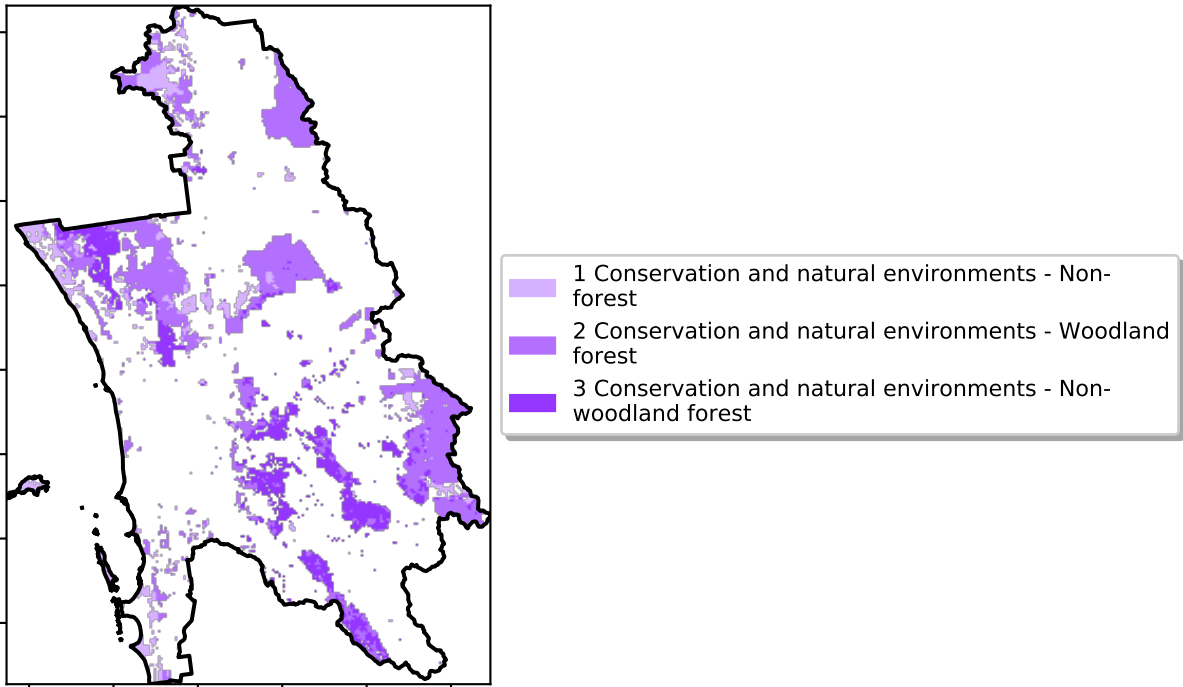 1 Conservation and natural environments - Non-
forest
2 Conservation and natural environments - Woodland
forest
3 Conservation and natural environments - Non-
woodland forest